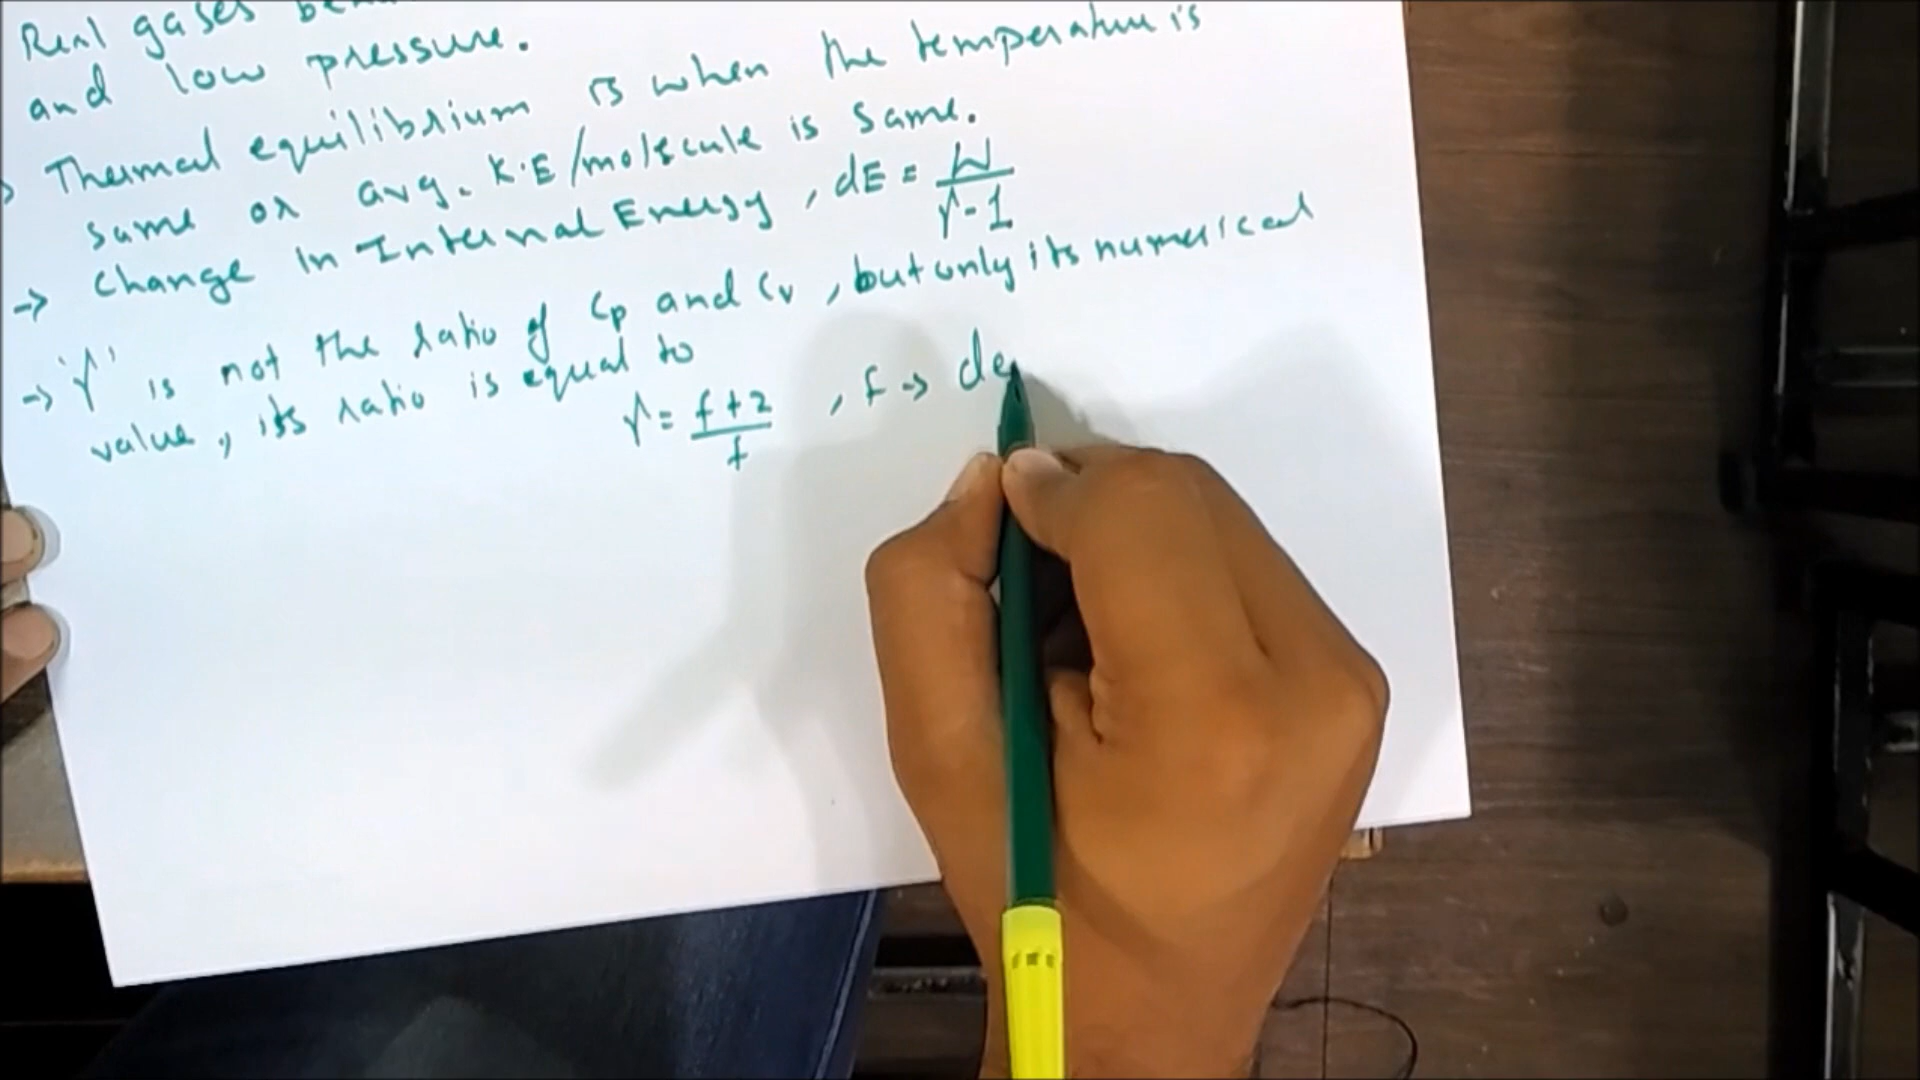 Real gases
and low pressure.
Thermal equilibrium is when the temperature is
same or avg. K.E/molecule is same.
→ Change in Internal Energy, dE = W/γ-1
→ 'γ' is not the ratio of Cp and Cv, but only its numerical
value, its ratio is equal to
γ = f+2/f , f → de